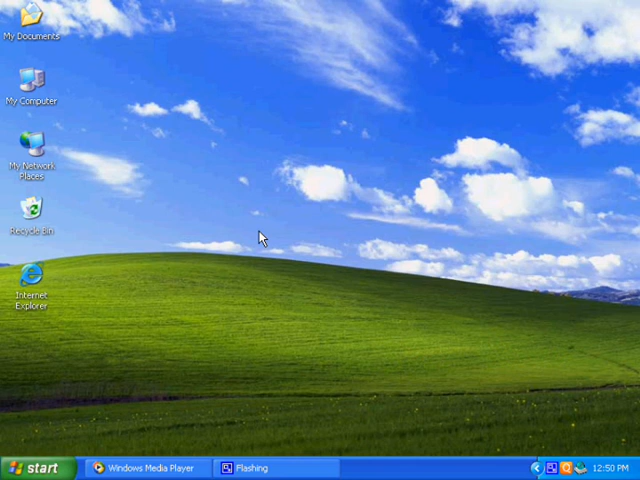 My Documents
My Computer
My Network
Places
Recycle Bin
Internet
Explorer
start
Windows Media Player
Flashing
12:50 PM